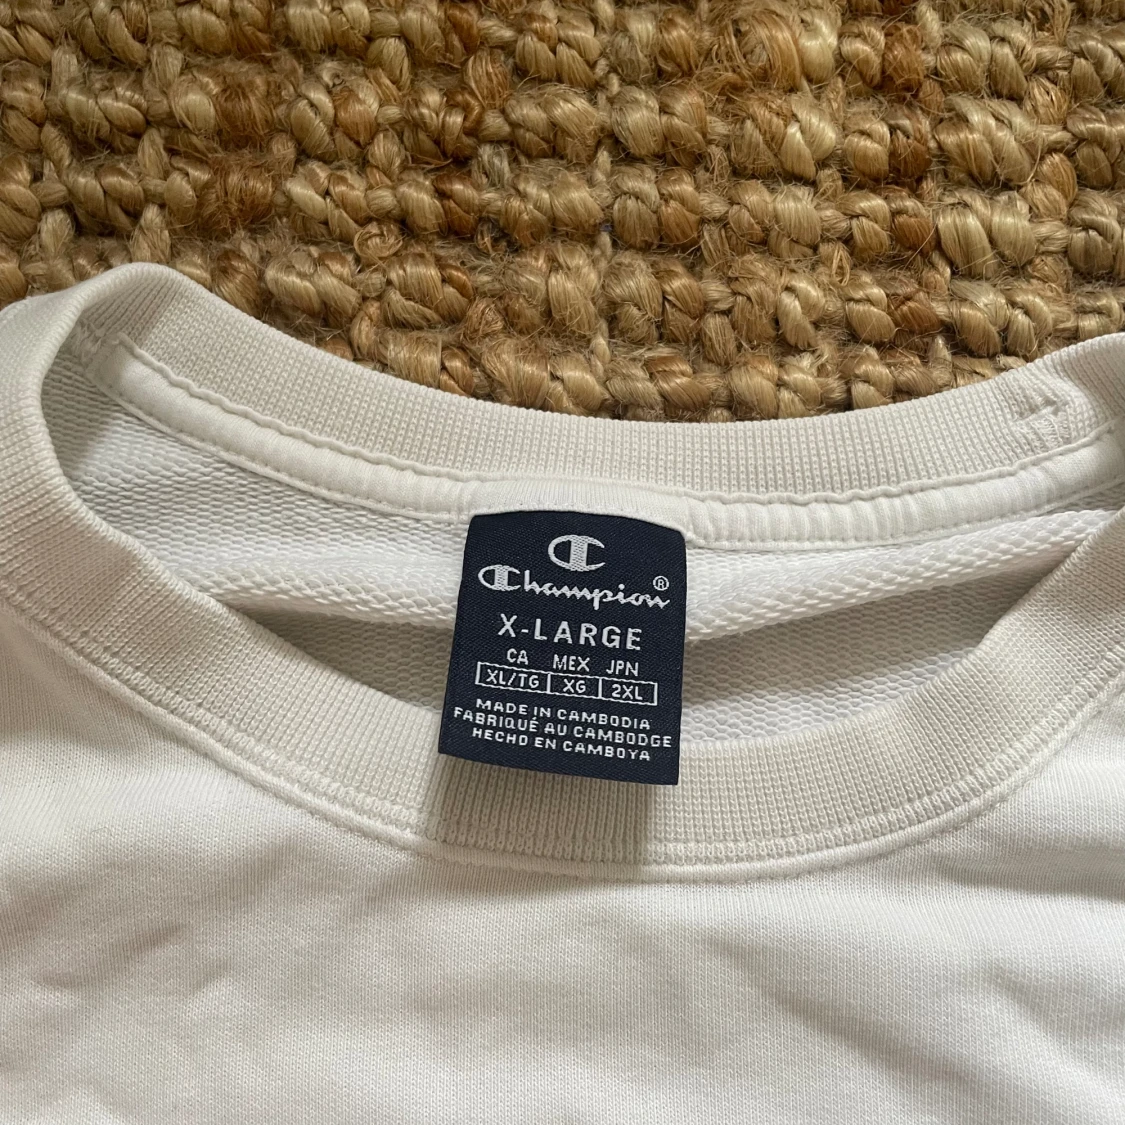 Champion®
X-LARGE
CA MEX JPN
XL/TG XG 2XL
MADE IN CAMBODIA
FABRIQUÉ AU CAMBODGE
HECHO EN CAMBOYA